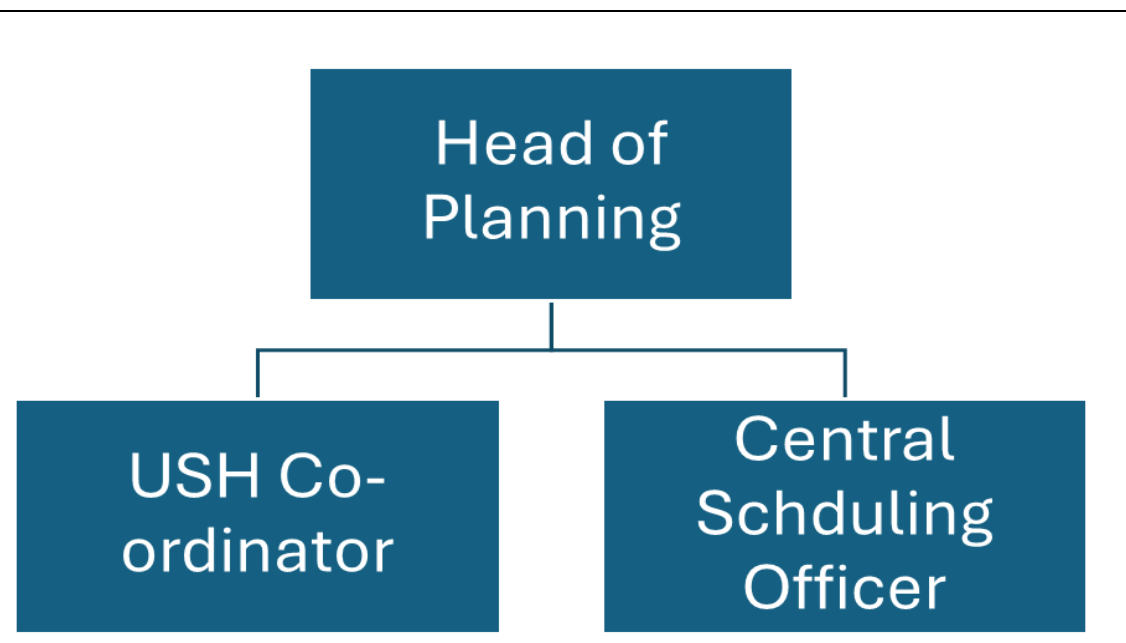 Head of
Planning
USH Co-
ordinator
Central
Schduling
Officer